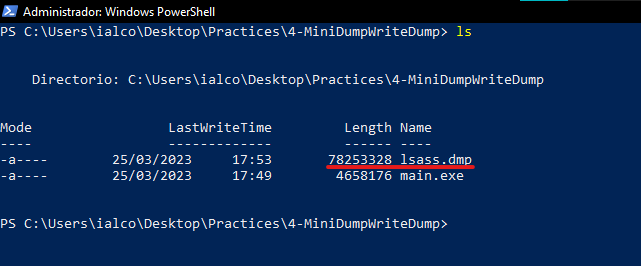 Administrador: Windows PowerShell
PS C:\Users\ialco\Desktop\Practices\4-MiniDumpWriteDump> ls
Directorio: C:\Users\ialco\Desktop\Practices\4-MiniDumpWriteDump
Mode LastWriteTime Length Name
---- ------------- ------ ----
-a---- 25/03/2023 17:53 78253328 lsass.dmp
-a---- 25/03/2023 17:49 4658176 main.exe
PS C:\Users\ialco\Desktop\Practices\4-MiniDumpWriteDump>